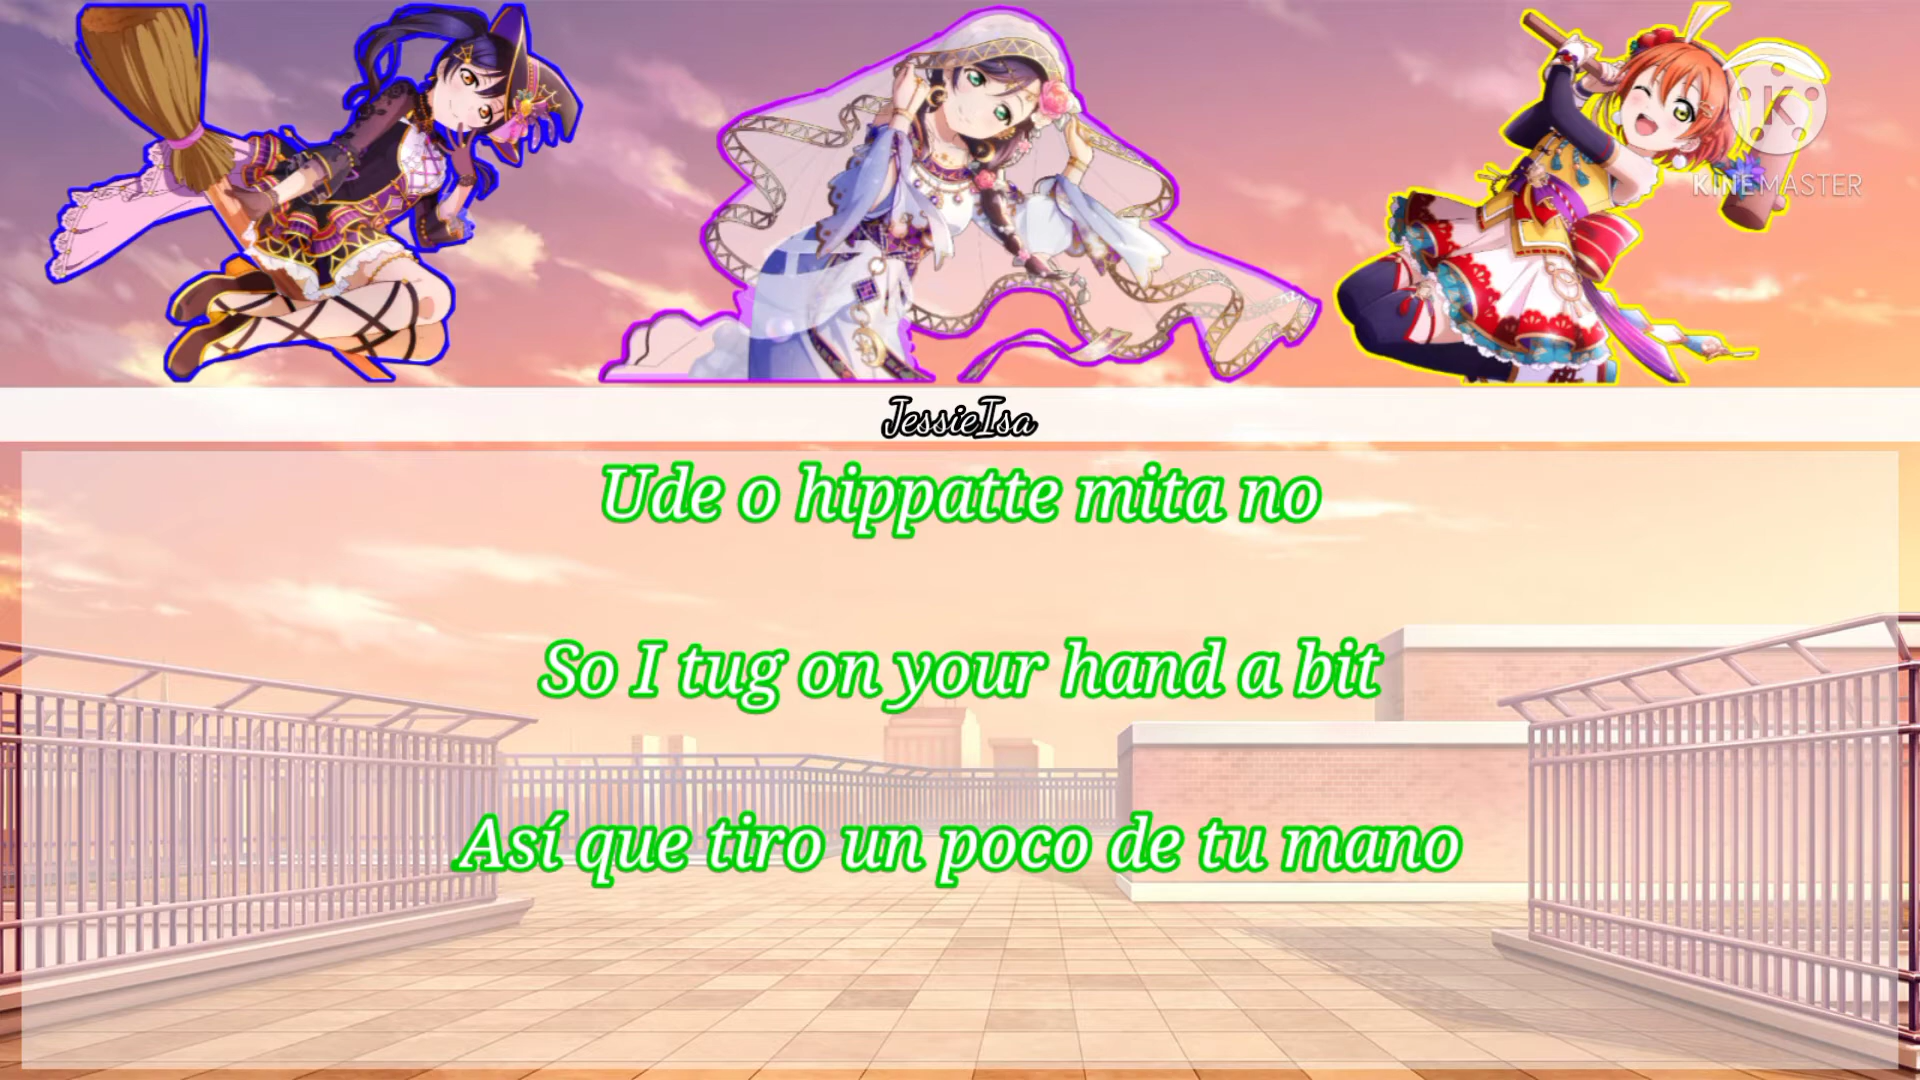 K
KINEMASTER
JessieIsa
Ude o hippatte mita no
So I tug on your hand a bit
Así que tiro un poco de tu mano